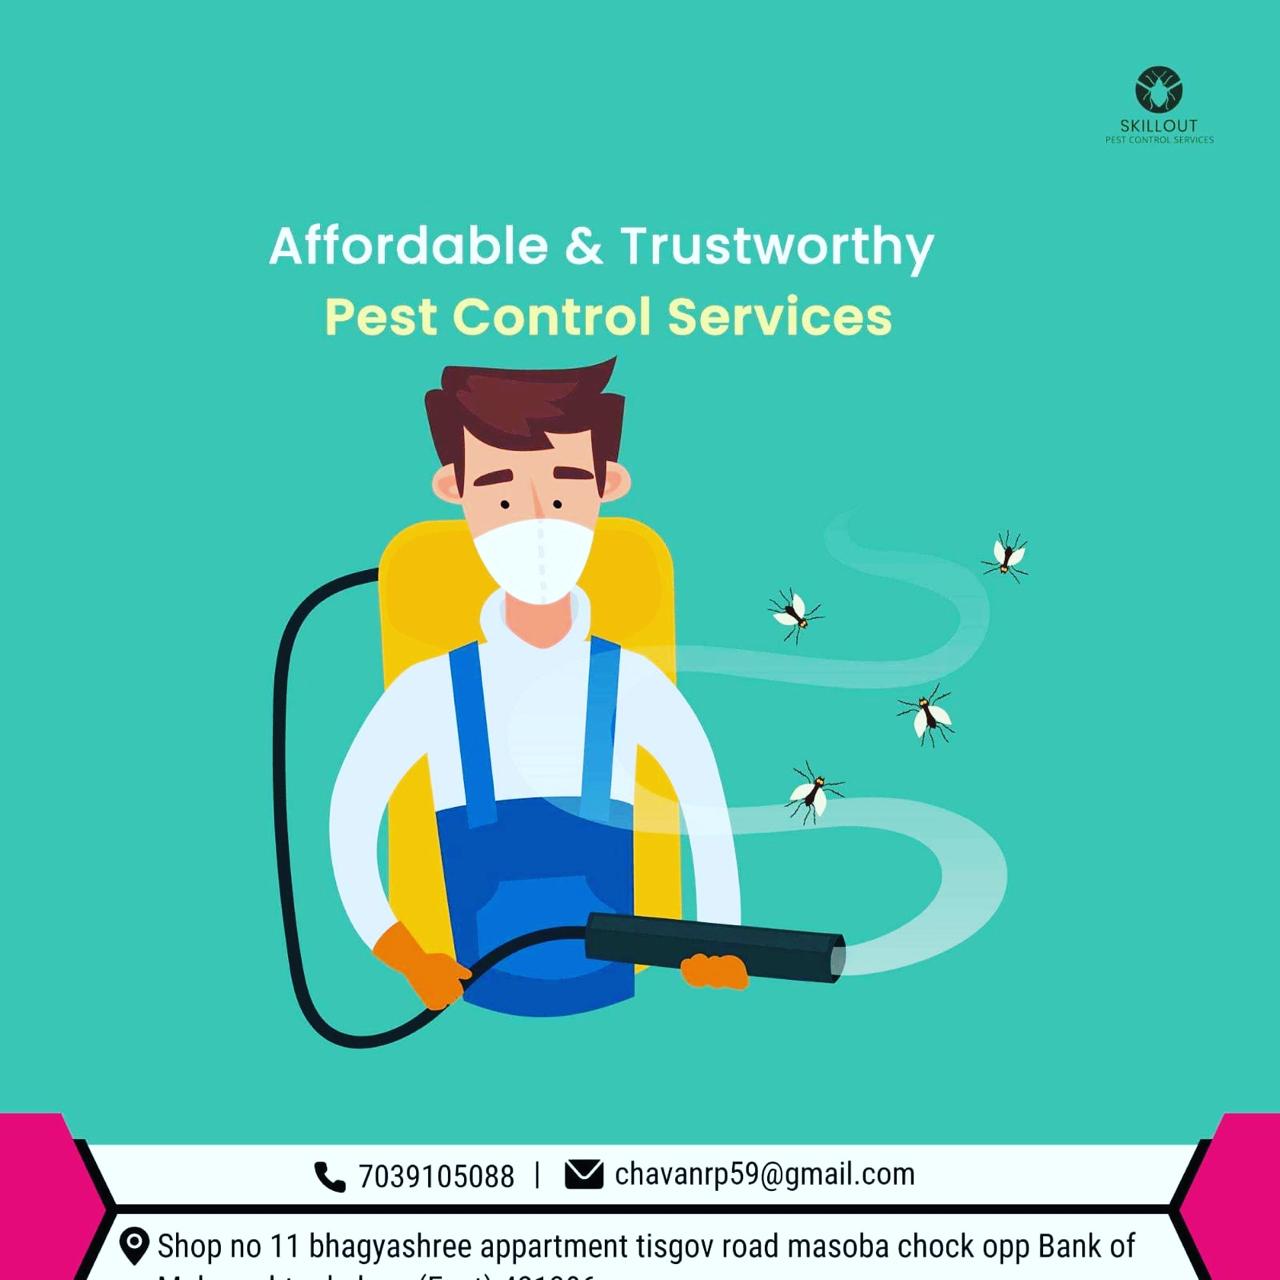 SKILLOUT
PEST CONTROL SERVICES
Affordable & Trustworthy
Pest Control Services
7039105088 | chavanrp59@gmail.com
Shop no 11 bhagyashree appartment tisgov road masoba chock opp Bank of